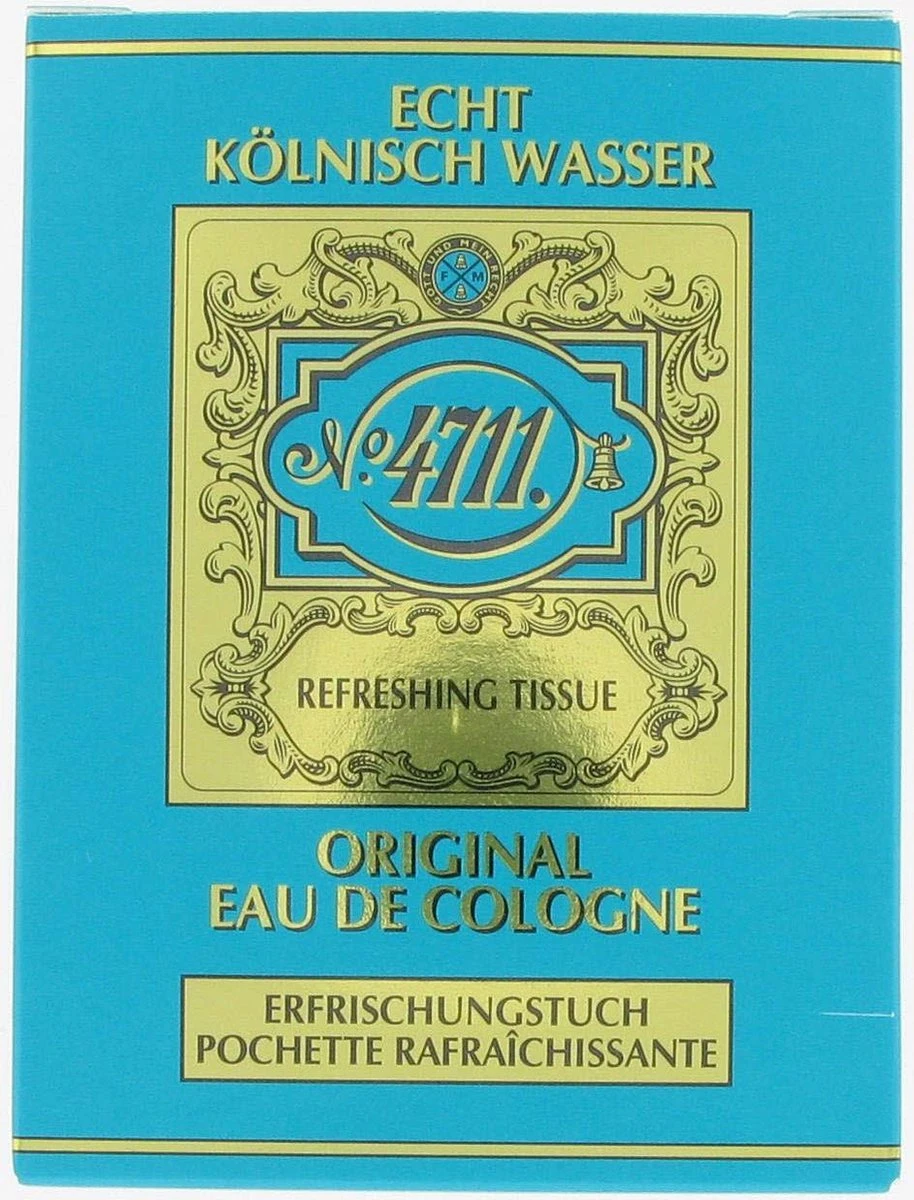 ECHT
KÖLNISCH WASSER
GOTT UND MEIN RECHT
F M
No. 4711.
REFRESHING TISSUE
ORIGINAL
EAU DE COLOGNE
ERFRISCHUNGSTUCH
POCHETTE RAFRAÎCHISSANTE